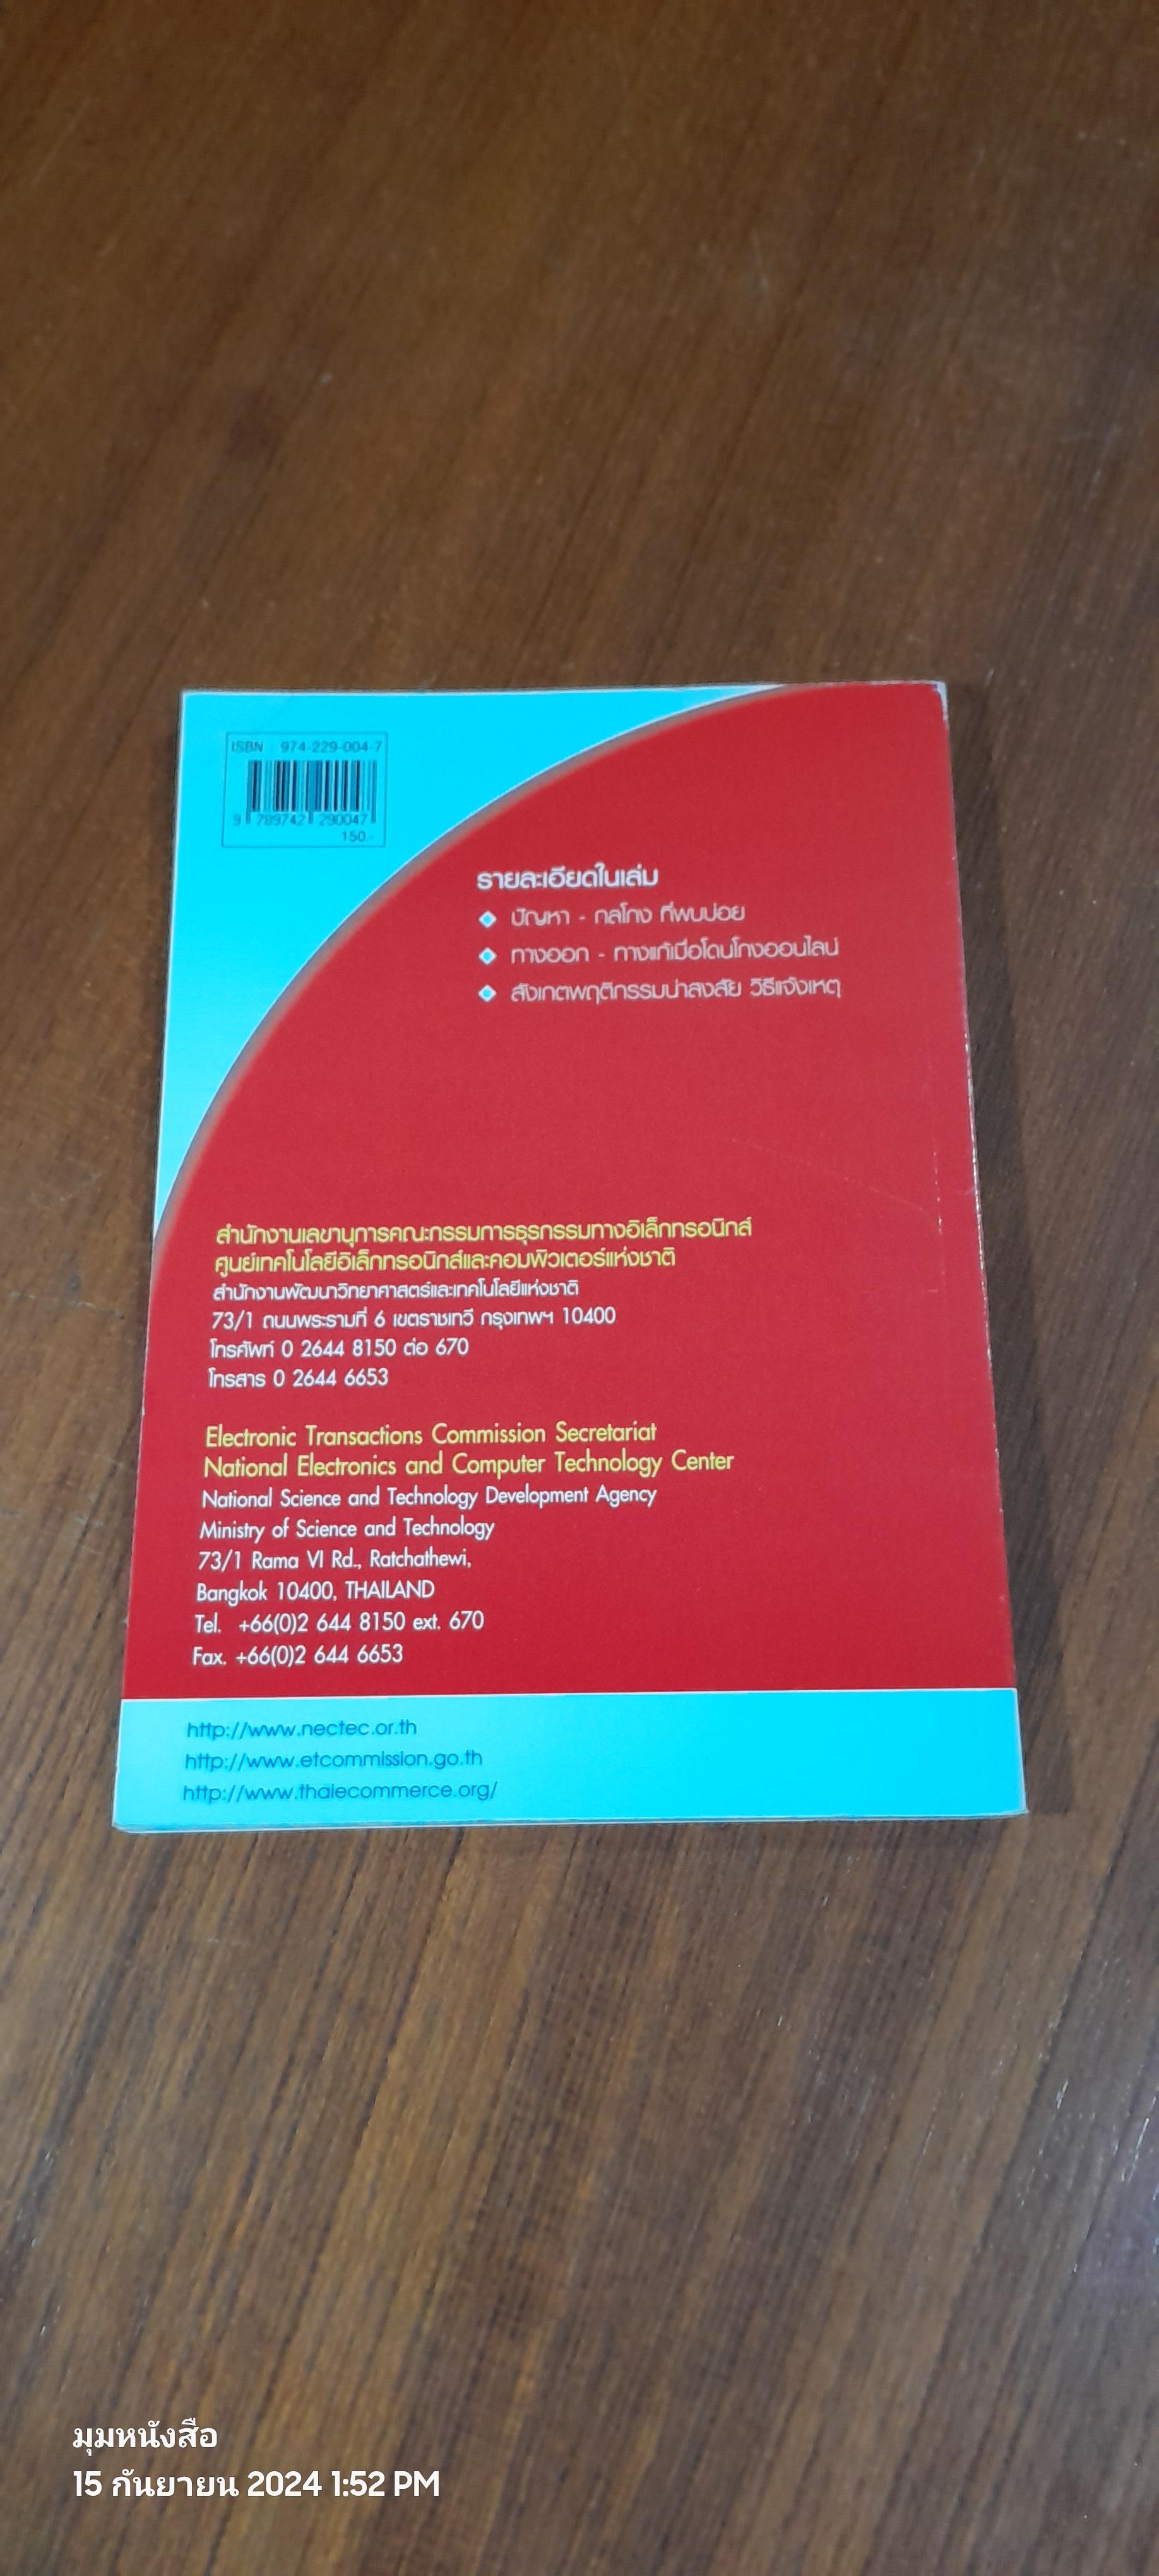 ISBN 974-229-004-7
9 789742 290047
150.-
รายละเอียดในเล่ม
ปัญหา - กลโกง ที่พบบ่อย
ทางออก - ทางแก้เมื่อโดนโกงออนไลน์
สังเกตพฤติกรรมน่าสงสัย วิธีแจ้งเหตุ
สำนักงานเลขานุการคณะกรรมการธุรกรรมทางอิเล็กทรอนิกส์
ศูนย์เทคโนโลยีอิเล็กทรอนิกส์และคอมพิวเตอร์แห่งชาติ
สำนักงานพัฒนาวิทยาศาสตร์และเทคโนโลยีแห่งชาติ
73/1 ถนนพระรามที่ 6 เขตราชเทวี กรุงเทพฯ 10400
โทรศัพท์ 0 2644 8150 ต่อ 670
โทรสาร 0 2644 6653
Electronic Transactions Commission Secretariat
National Electronics and Computer Technology Center
National Science and Technology Development Agency
Ministry of Science and Technology
73/1 Rama VI Rd., Ratchathewi,
Bangkok 10400, THAILAND
Tel. +66(0)2 644 8150 ext. 670
Fax. +66(0)2 644 6653
http://www.nectec.or.th
http://www.etcommission.go.th
http://www.thaiecommerce.org/
มุมหนังสือ
15 กันยายน 2024 1:52 PM